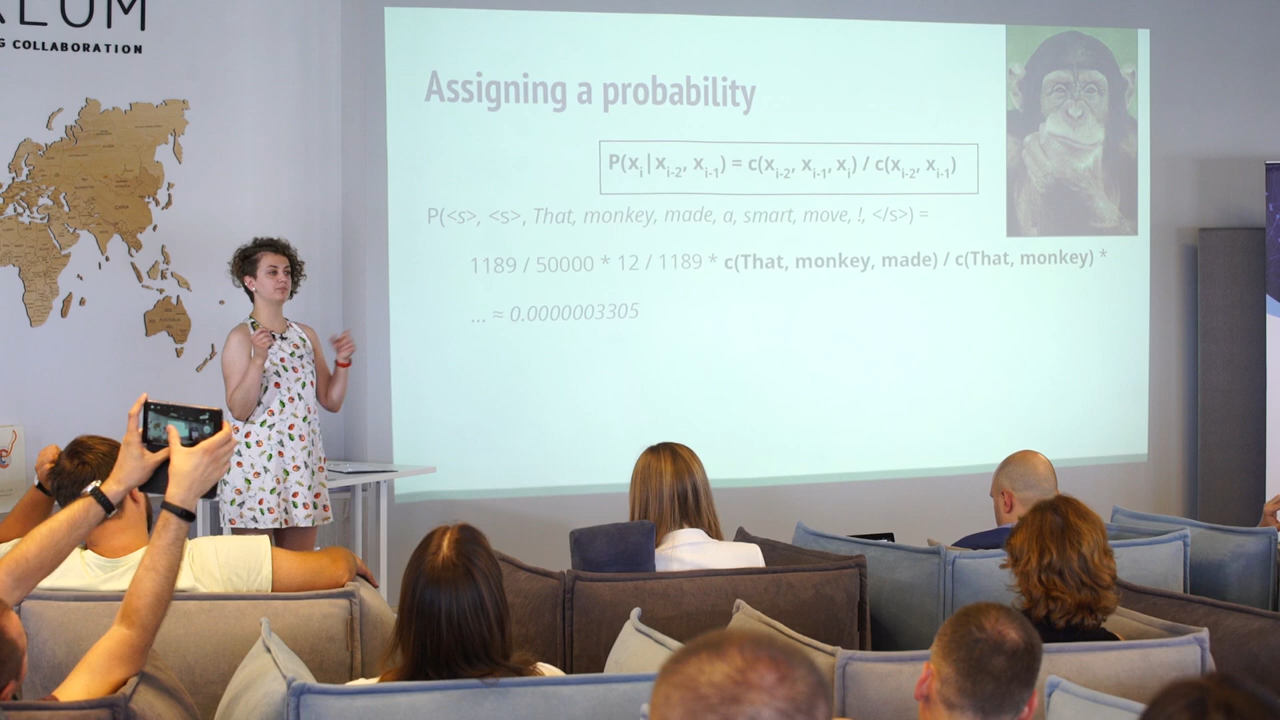 G COLLABORATION
Assigning a probability
P(xᵢ|xᵢ₋₂, xᵢ₋₁) = c(xᵢ₋₂, xᵢ₋₁, xᵢ) / c(xᵢ₋₂, xᵢ₋₁)
P(<s>, <s>, That, monkey, made, a, smart, move, !, </s>) =
1189 / 50000 * 12 / 1189 * c(That, monkey, made) / c(That, monkey) *
... ≈ 0.0000003305